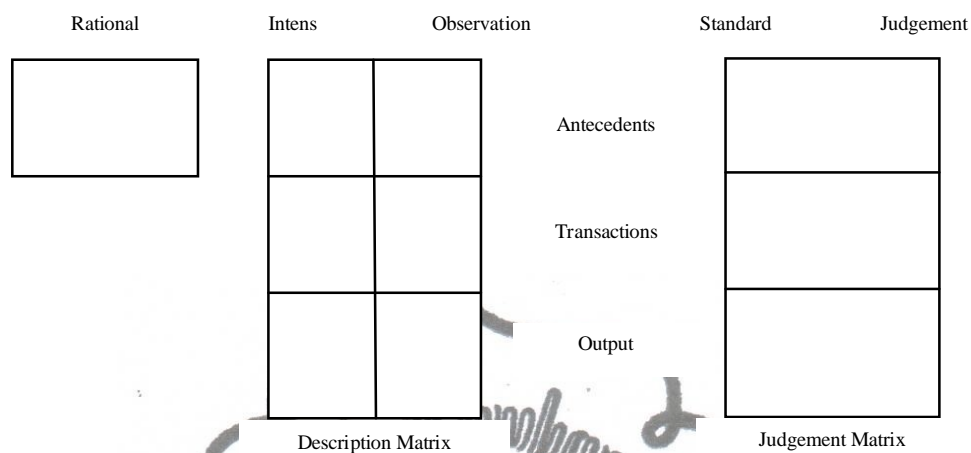 Rational Intens Observation Standard Judgement
Antecedents
Transactions
Output
Description Matrix Judgement Matrix